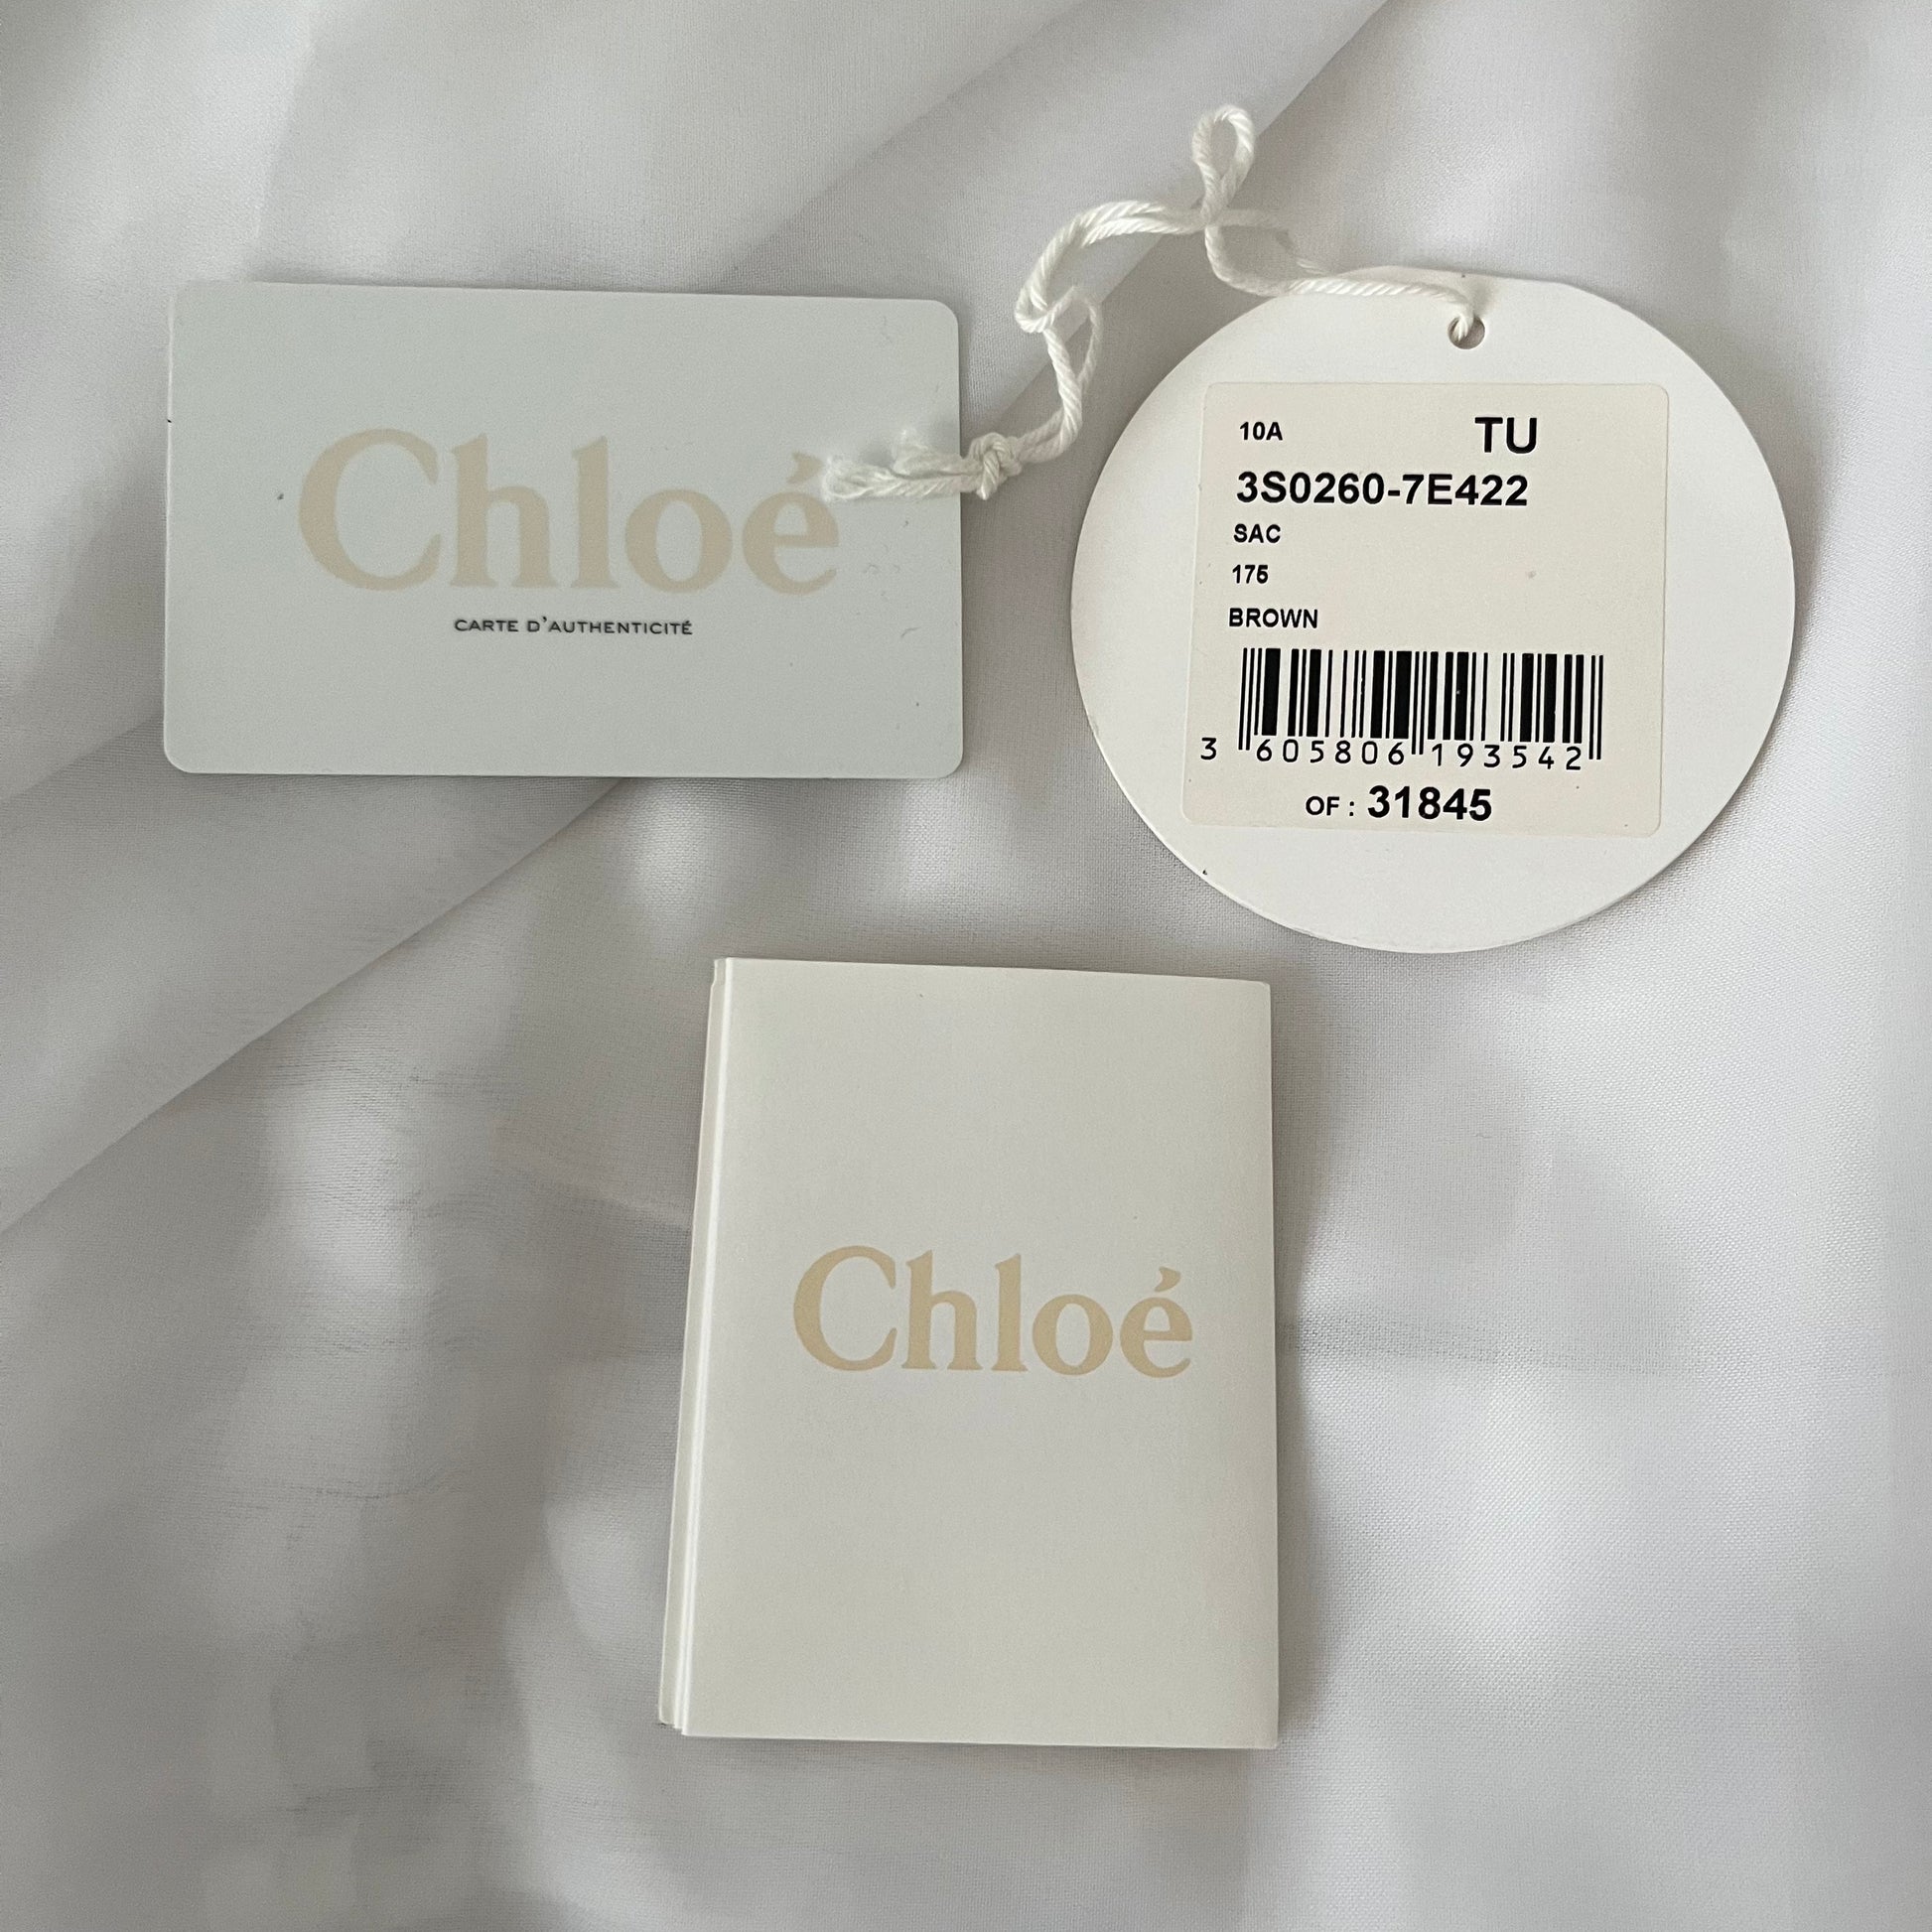 Chloé
CARTE D'AUTHENTICITÉ
10A TU
3S0260-7E422
SAC
175
BROWN
3 605806 193542
OF : 31845
Chloé